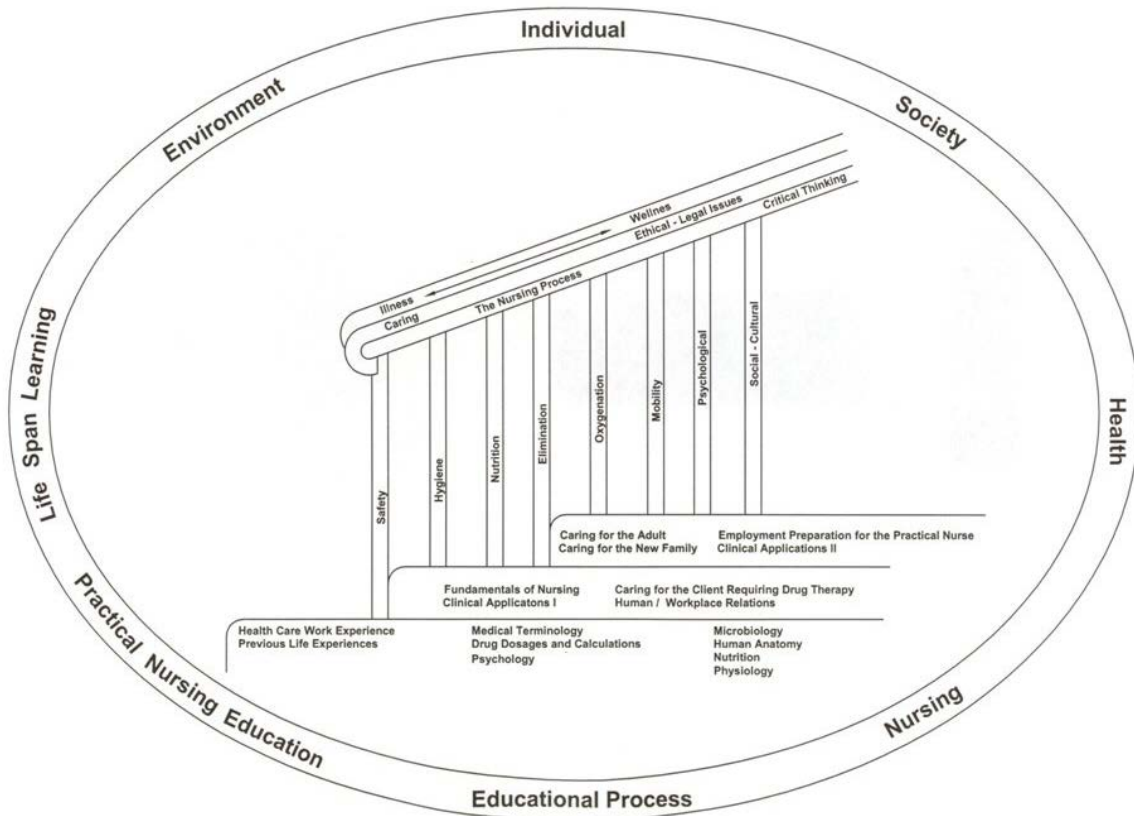 Individual
Environment
Society
Life Span Learning
Health
Practical Nursing Education
Nursing
Educational Process
Illness
Wellnes
Caring
Ethical - Legal Issues
The Nursing Process
Critical Thinking
Safety
Hygiene
Nutrition
Elimination
Oxygenation
Mobility
Psychological
Social - Cultural
Caring for the Adult
Caring for the New Family
Employment Preparation for the Practical Nurse
Clinical Applications II
Fundamentals of Nursing
Clinical Applicatons I
Caring for the Client Requiring Drug Therapy
Human / Workplace Relations
Health Care Work Experience
Previous Life Experiences
Medical Terminology
Drug Dosages and Calculations
Psychology
Microbiology
Human Anatomy
Nutrition
Physiology